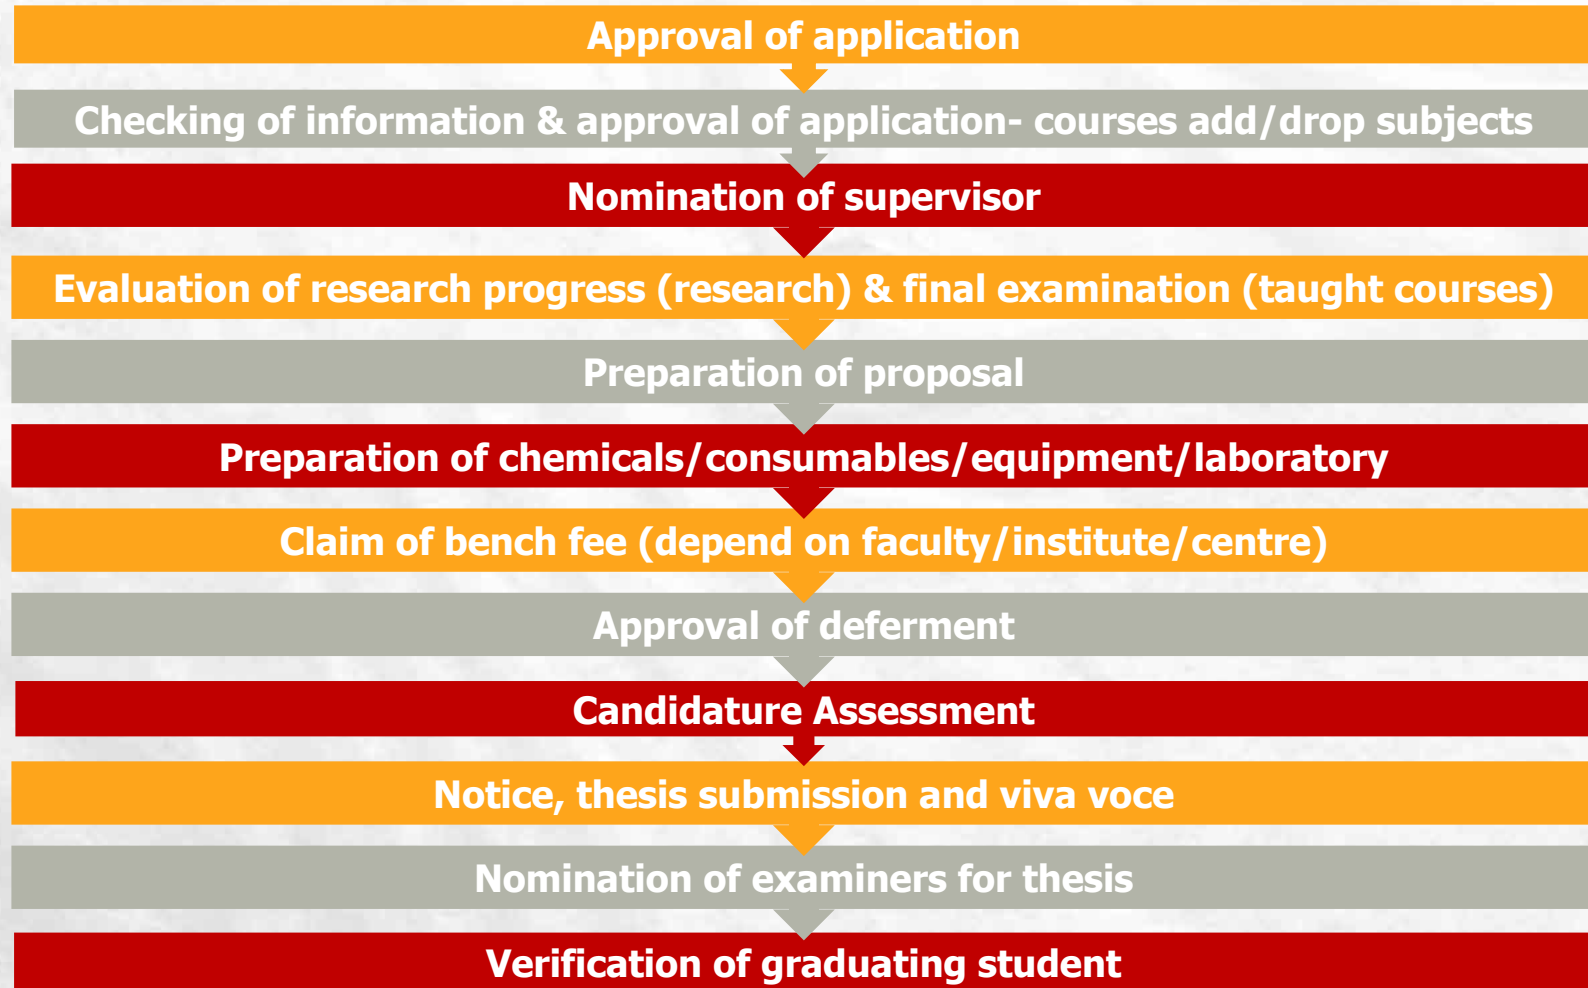 Approval of application
Checking of information & approval of application- courses add/drop subjects
Nomination of supervisor
Evaluation of research progress (research) & final examination (taught courses)
Preparation of proposal
Preparation of chemicals/consumables/equipment/laboratory
Claim of bench fee (depend on faculty/institute/centre)
Approval of deferment
Candidature Assessment
Notice, thesis submission and viva voce
Nomination of examiners for thesis
Verification of graduating student